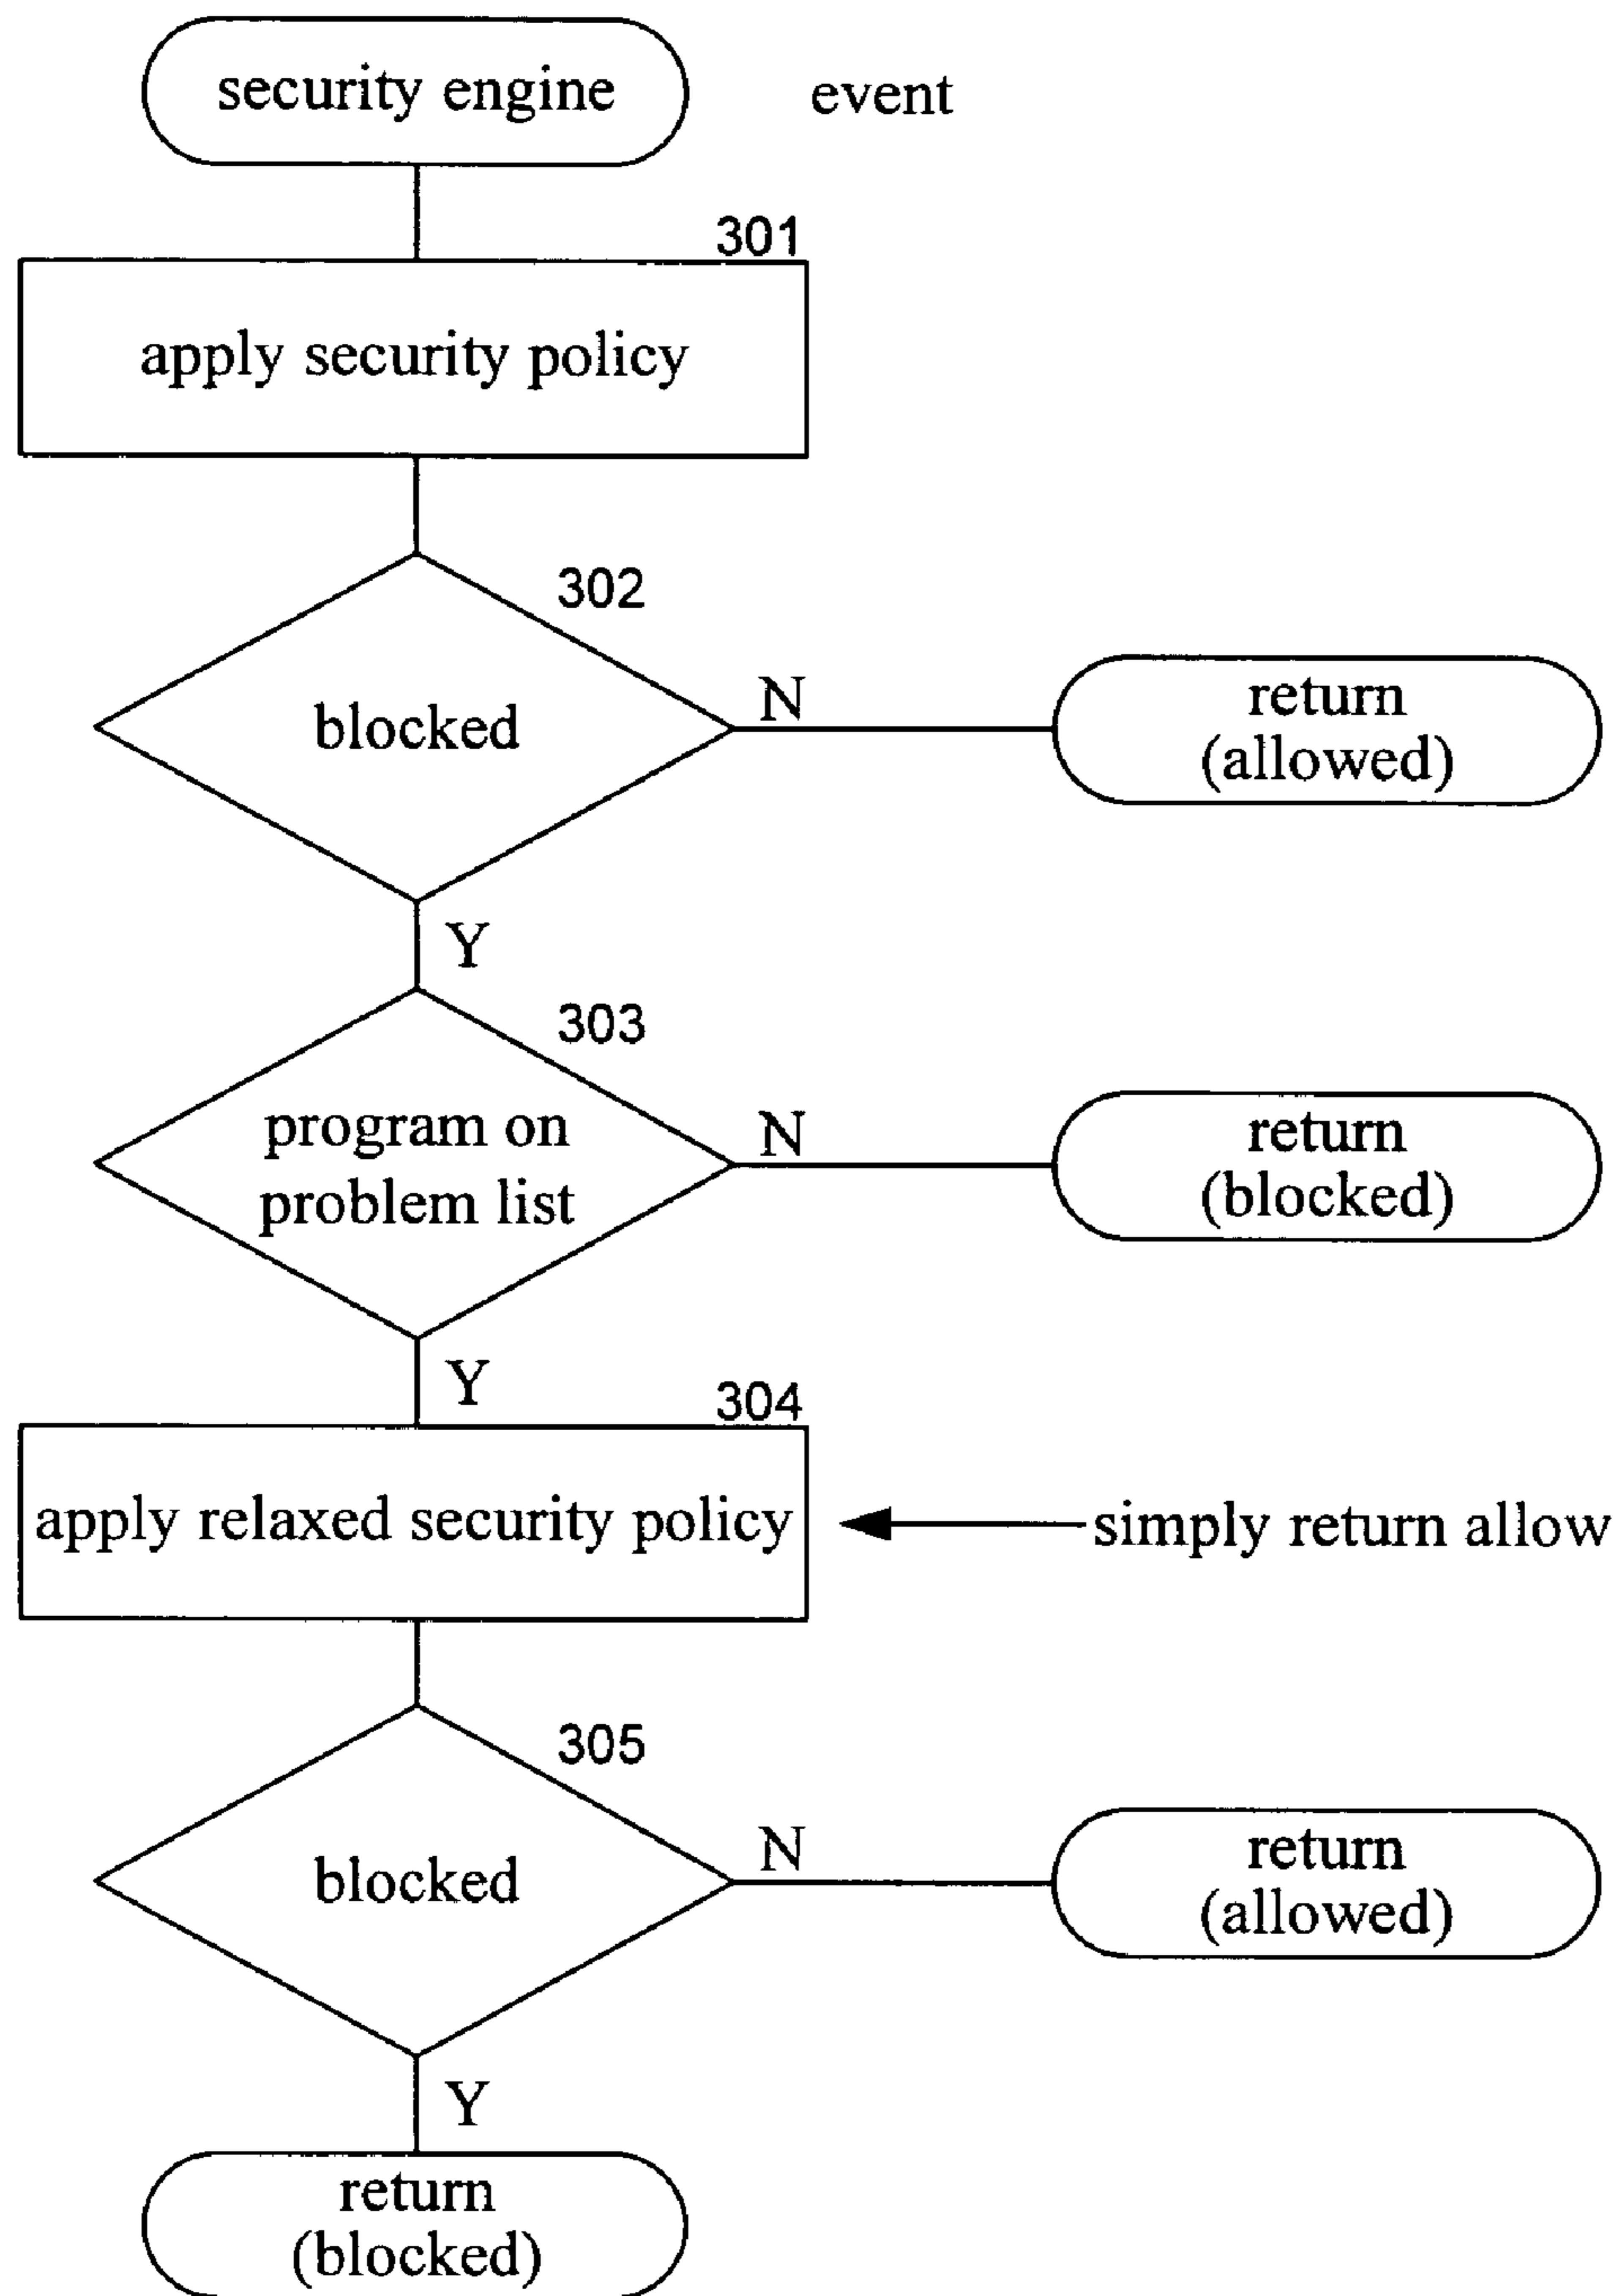 security engine
event
301
apply security policy
302
blocked
N
return
(allowed)
Y
303
program on
problem list
N
return
(blocked)
Y
304
apply relaxed security policy
simply return allow
305
blocked
N
return
(allowed)
Y
return
(blocked)